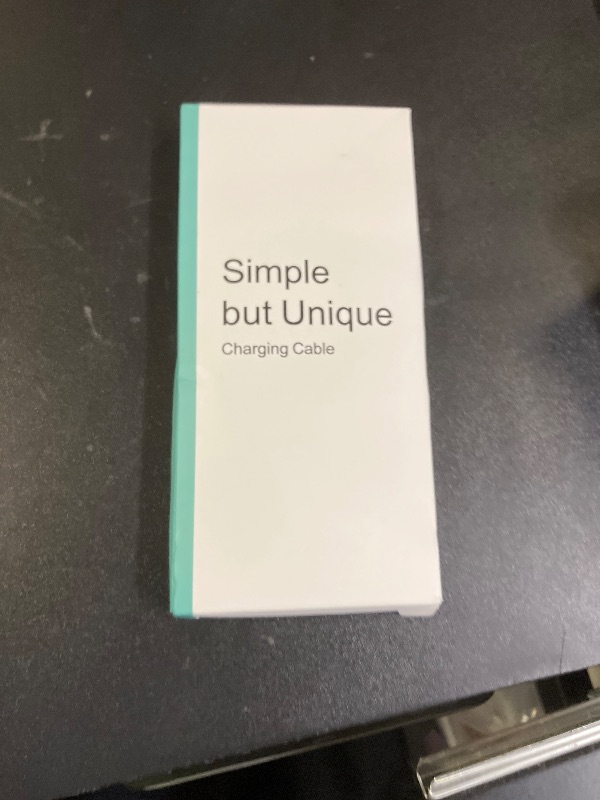 Simple
but Unique
Charging Cable